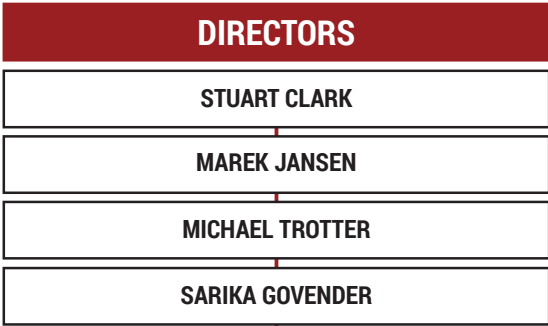 DIRECTORS
STUART CLARK
MAREK JANSEN
MICHAEL TROTTER
SARIKA GOVENDER